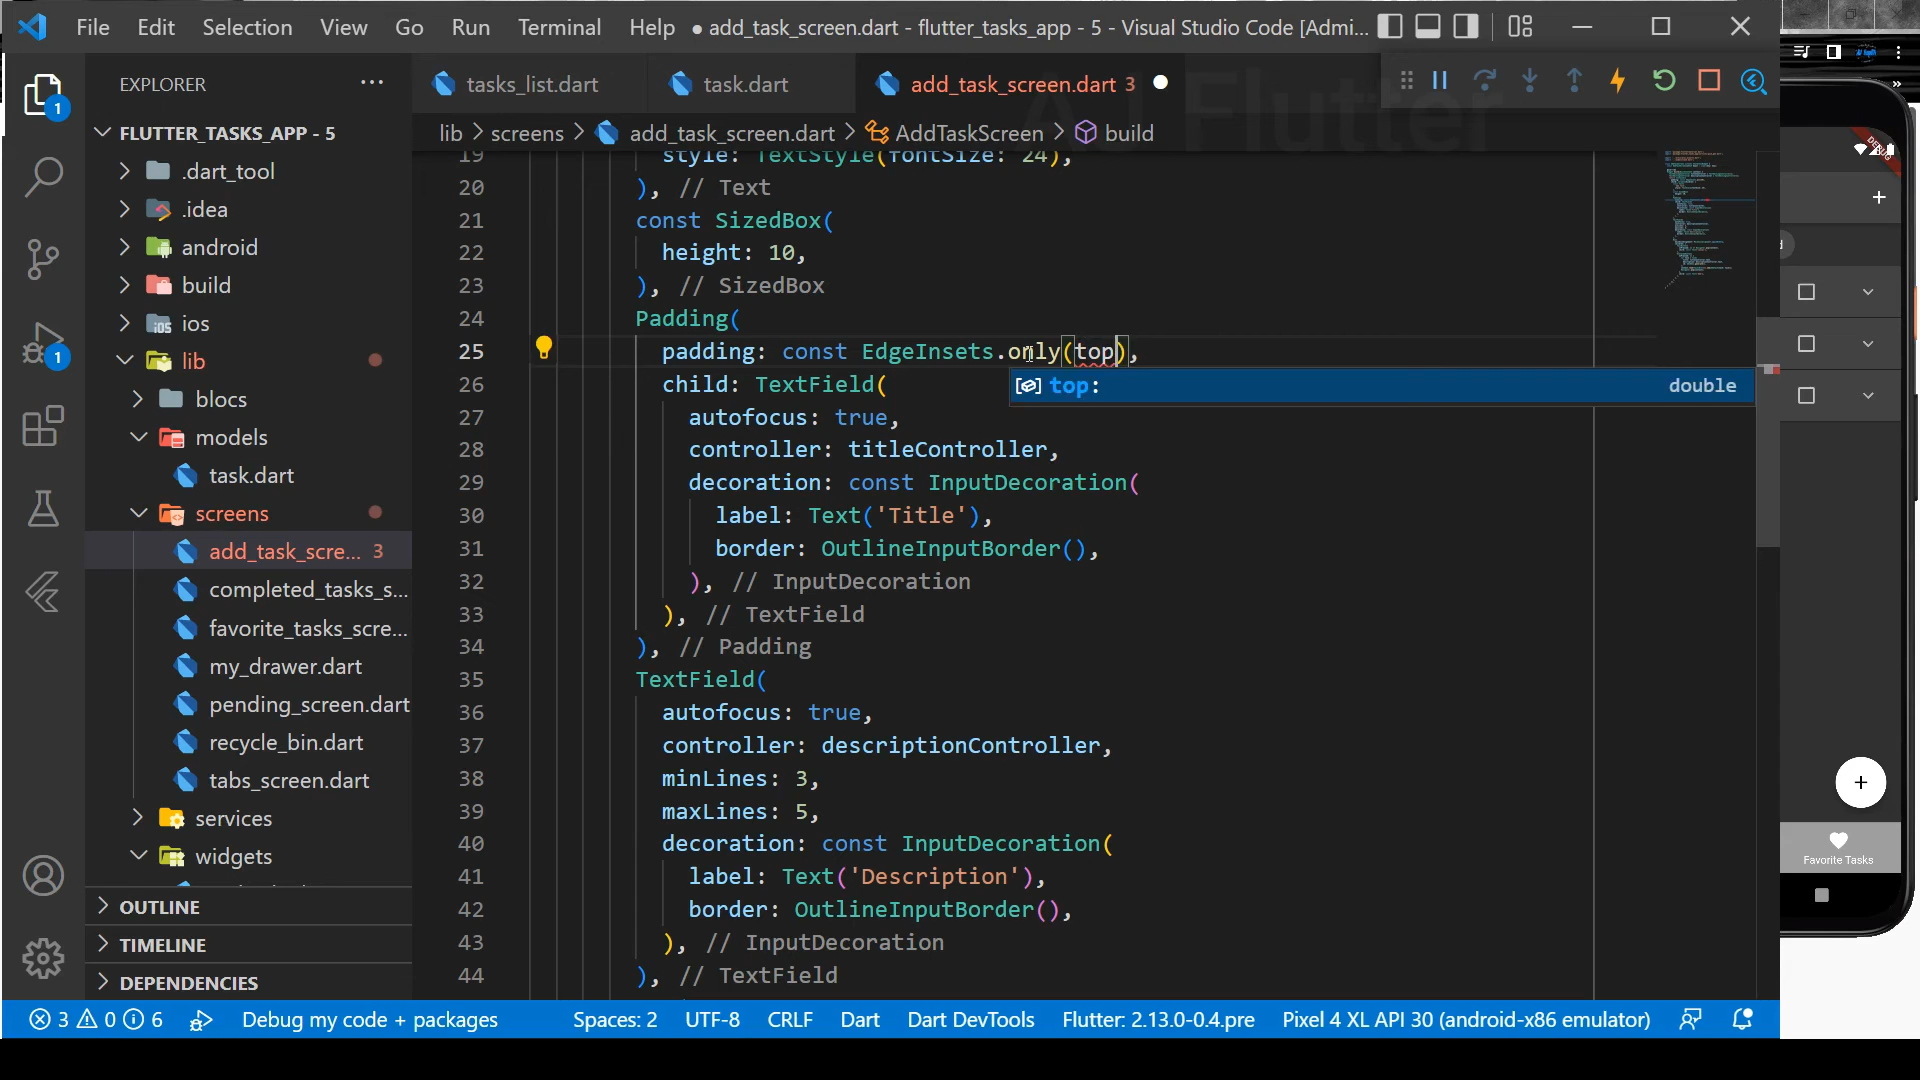 File Edit Selection View Go Run Terminal Help ● add_task_screen.dart - flutter_tasks_app - 5 - Visual Studio Code [Admi...
EXPLORER ...
tasks_list.dart task.dart add_task_screen.dart 3
lib > screens > add_task_screen.dart > AddTaskScreen > build
FLUTTER_TASKS_APP - 5
.dart_tool
.idea
android
build
ios
lib
blocs
models
task.dart
screens
add_task_scre... 3
completed_tasks_s...
favorite_tasks_scre...
my_drawer.dart
pending_screen.dart
recycle_bin.dart
tabs_screen.dart
services
widgets
OUTLINE
TIMELINE
DEPENDENCIES
1
1
19 style: TextStyle(fontSize: 24),
20 ), // Text
21 const SizedBox(
22 height: 10,
23 ), // SizedBox
24 Padding(
25 padding: const EdgeInsets.only(top),
top: double
26 child: TextField(
27 autofocus: true,
28 controller: titleController,
29 decoration: const InputDecoration(
30 label: Text('Title'),
31 border: OutlineInputBorder(),
32 ), // InputDecoration
33 ), // TextField
34 ), // Padding
35 TextField(
36 autofocus: true,
37 controller: descriptionController,
38 minLines: 3,
39 maxLines: 5,
40 decoration: const InputDecoration(
41 label: Text('Description'),
42 border: OutlineInputBorder(),
43 ), // InputDecoration
44 ), // TextField
DEBUG
Favorite Tasks
3 0 6 Debug my code + packages Spaces: 2 UTF-8 CRLF Dart Dart DevTools Flutter: 2.13.0-0.4.pre Pixel 4 XL API 30 (android-x86 emulator)